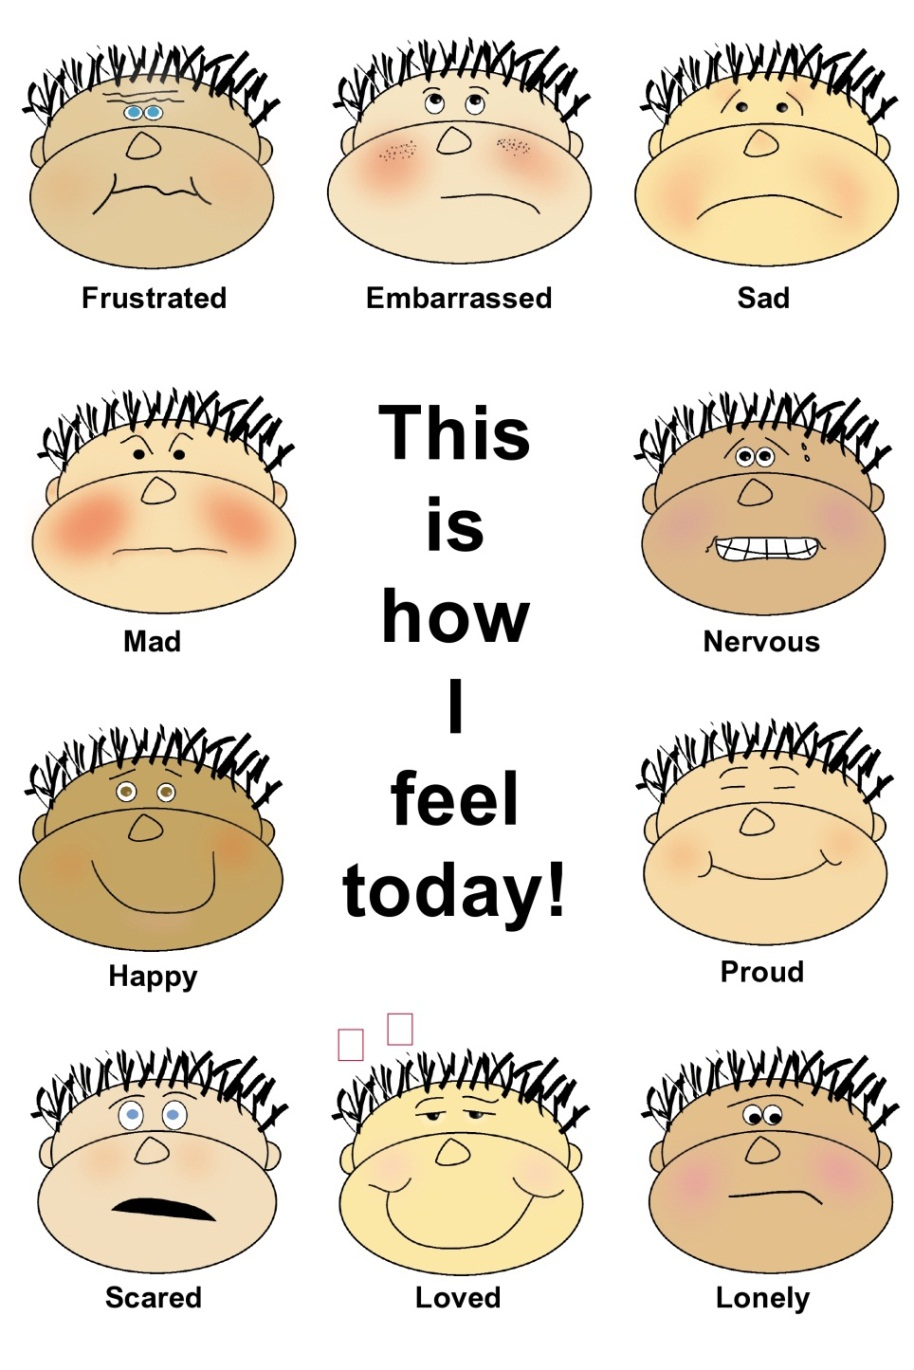 Frustrated
Embarrassed
Sad
This
is
how
I
feel
today!
Mad
Nervous
Happy
Proud
Scared
Loved
Lonely